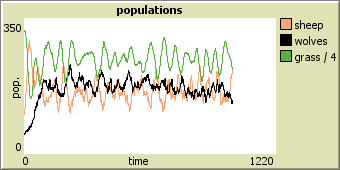 populations
350
pop.
0
0
time
1220
sheep
wolves
grass / 4